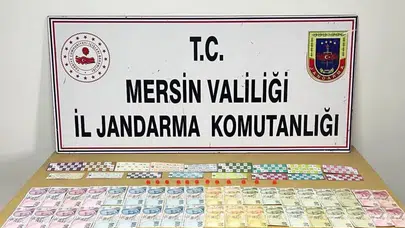 T.C.
MERSİN VALİLİĞİ
İL JANDARMA KOMUTANLIĞI